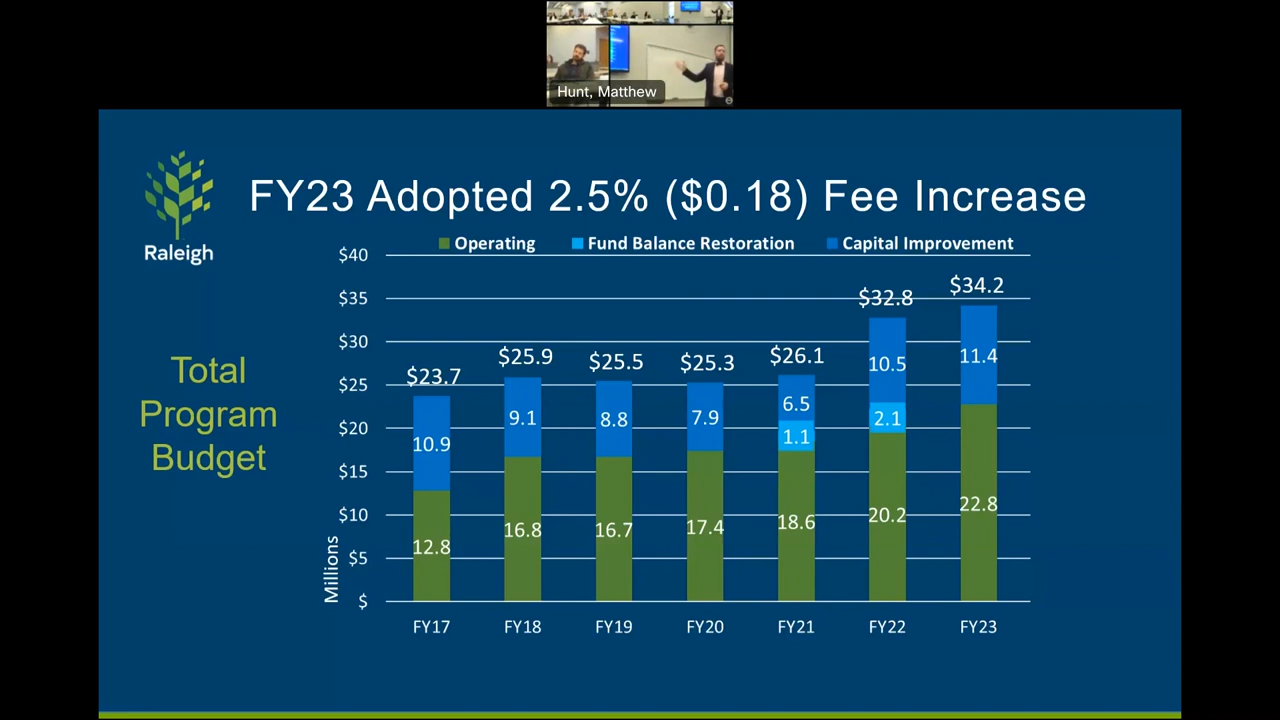 Hunt, Matthew
Raleigh
FY23 Adopted 2.5% ($0.18) Fee Increase
Total
Program
Budget
Operating Fund Balance Restoration Capital Improvement
$40
$35
$30
$25
$20
$15
$10
$5
$
Millions
$23.7
10.9
12.8
FY17
$25.9
9.1
16.8
FY18
$25.5
8.8
16.7
FY19
$25.3
7.9
17.4
FY20
$26.1
6.5
1.1
18.6
FY21
$32.8
10.5
2.1
20.2
FY22
$34.2
11.4
22.8
FY23